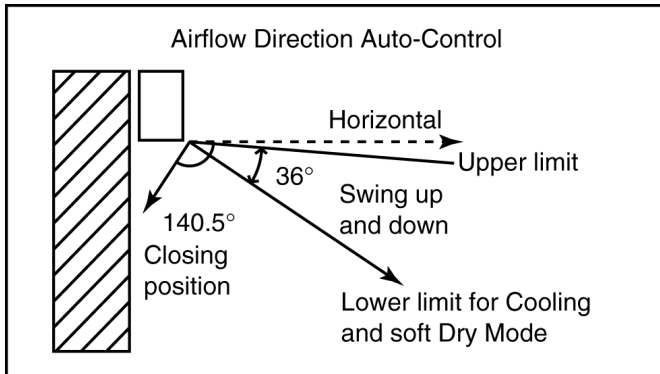 Airflow Direction Auto-Control
Horizontal
Upper limit
36°
Swing up
and down
140.5°
Closing
position
Lower limit for Cooling
and soft Dry Mode